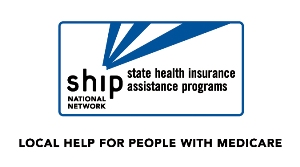 ship
NATIONAL
NETWORK
state health insurance
assistance programs
LOCAL HELP FOR PEOPLE WITH MEDICARE